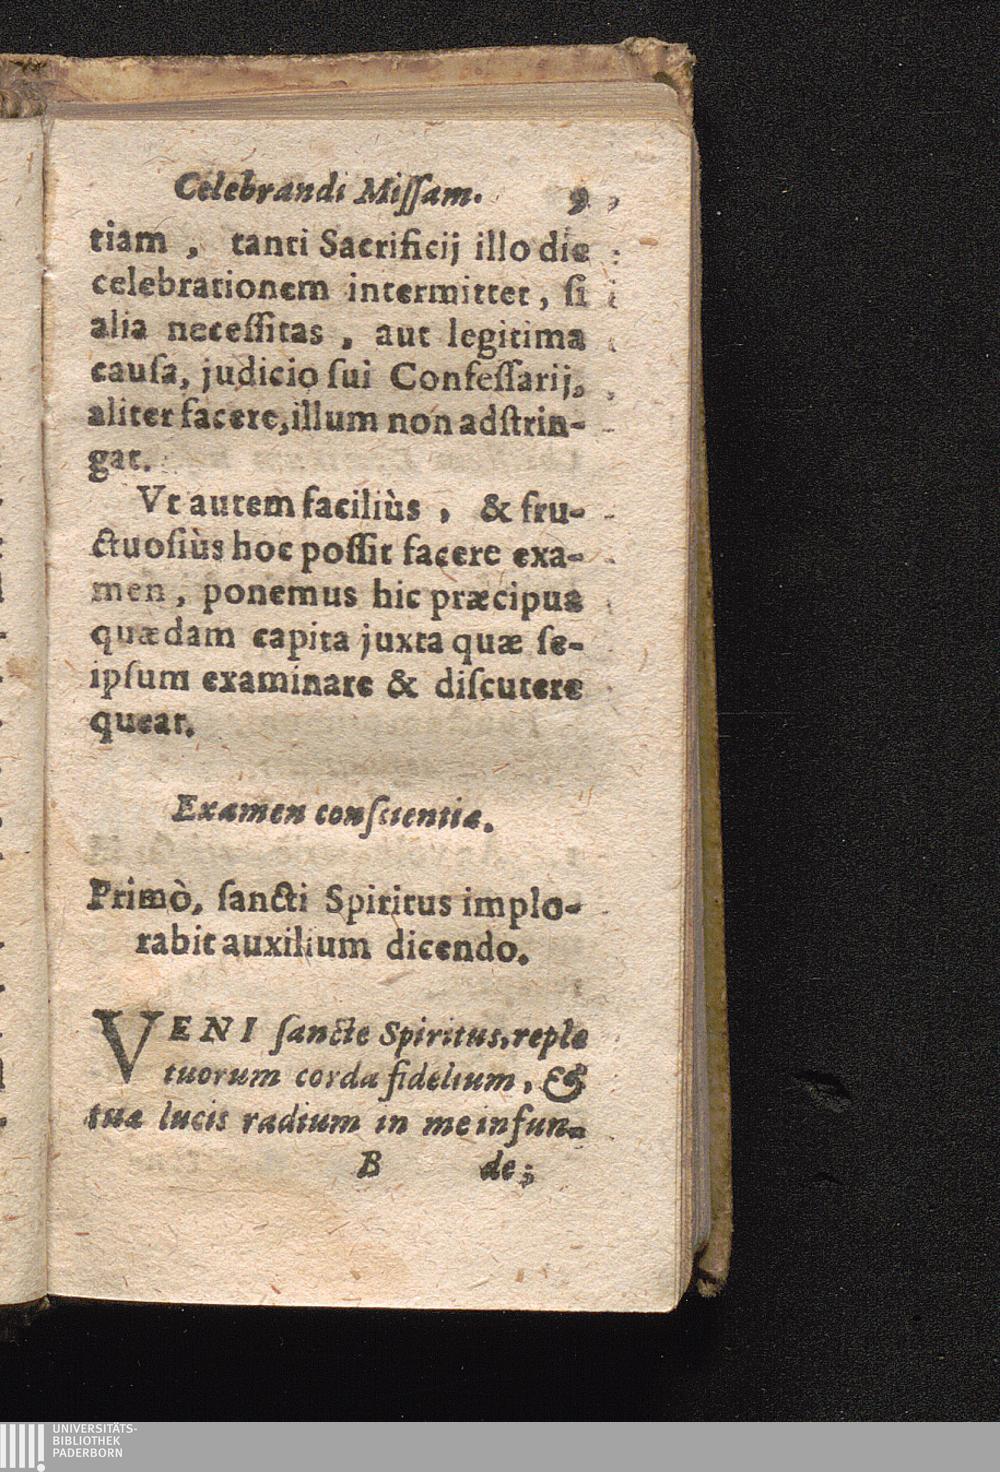 Celebrandi Miſſam. 9
tiam, tanti Sacrificij illo die
celebrationem intermittet, ſi
alia neceſſitas, aut legitima
cauſa, judicio ſui Confeſſarij,
aliter facere, illum non adſtrin-
gat.
Vt autem faciliùs, & fru-
ctuoſiùs hoc poſſit facere exa-
men, ponemus hic præcipua
quædam capita juxta quæ ſe-
ipſum examinare & diſcutere
queat.
Examen conſcientiæ.
Primò, ſancti Spiritus implo-
rabit auxilium dicendo.
VENI ſancte Spiritus, reple
tuorum corda fidelium, &
tuæ lucis radium in me infun-
B de;
UNIVERSITÄTS-
BIBLIOTHEK
PADERBORN